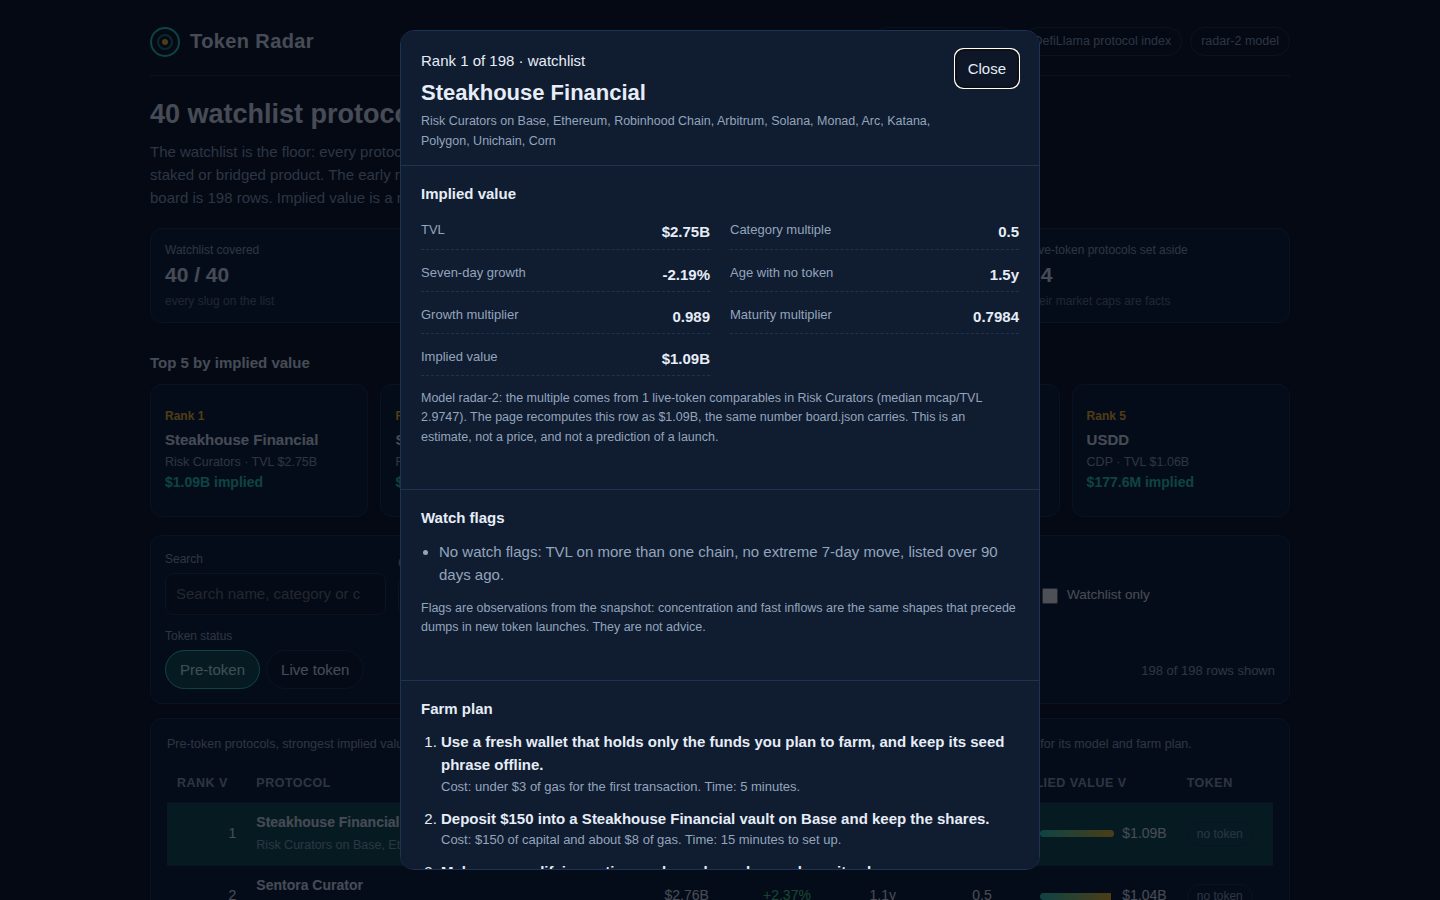 Token Radar
DefiLlama protocol index
radar-2 model
40 watchlist protoco
The watchlist is the floor: every protoc
staked or bridged product. The early r
board is 198 rows. Implied value is a
Watchlist covered
40 / 40
every slug on the list
ve-token protocols set aside
4
eir market caps are facts
Top 5 by implied value
Rank 1
Steakhouse Financial
Risk Curators · TVL $2.75B
$1.09B implied
Rank 5
USDD
CDP · TVL $1.06B
$177.6M implied
Search
Search name, category or c
Watchlist only
Token status
Pre-token
Live token
198 of 198 rows shown
Pre-token protocols, strongest implied valu
for its model and farm plan.
RANK V
PROTOCOL
LIED VALUE V
TOKEN
1
Steakhouse Financial
Risk Curators on Base, Et
$1.09B
no token
2
Sentora Curator
$2.76B
+2.37%
1.1y
0.5
$1.04B
no token
Rank 1 of 198 · watchlist
Close
Steakhouse Financial
Risk Curators on Base, Ethereum, Robinhood Chain, Arbitrum, Solana, Monad, Arc, Katana,
Polygon, Unichain, Corn
Implied value
TVL
$2.75B
Category multiple
0.5
Seven-day growth
-2.19%
Age with no token
1.5y
Growth multiplier
0.989
Maturity multiplier
0.7984
Implied value
$1.09B
Model radar-2: the multiple comes from 1 live-token comparables in Risk Curators (median mcap/TVL
2.9747). The page recomputes this row as $1.09B, the same number board.json carries. This is an
estimate, not a price, and not a prediction of a launch.
Watch flags
• No watch flags: TVL on more than one chain, no extreme 7-day move, listed over 90
days ago.
Flags are observations from the snapshot: concentration and fast inflows are the same shapes that precede
dumps in new token launches. They are not advice.
Farm plan
1. Use a fresh wallet that holds only the funds you plan to farm, and keep its seed
phrase offline.
Cost: under $3 of gas for the first transaction. Time: 5 minutes.
2. Deposit $150 into a Steakhouse Financial vault on Base and keep the shares.
Cost: $150 of capital and about $8 of gas. Time: 15 minutes to set up.